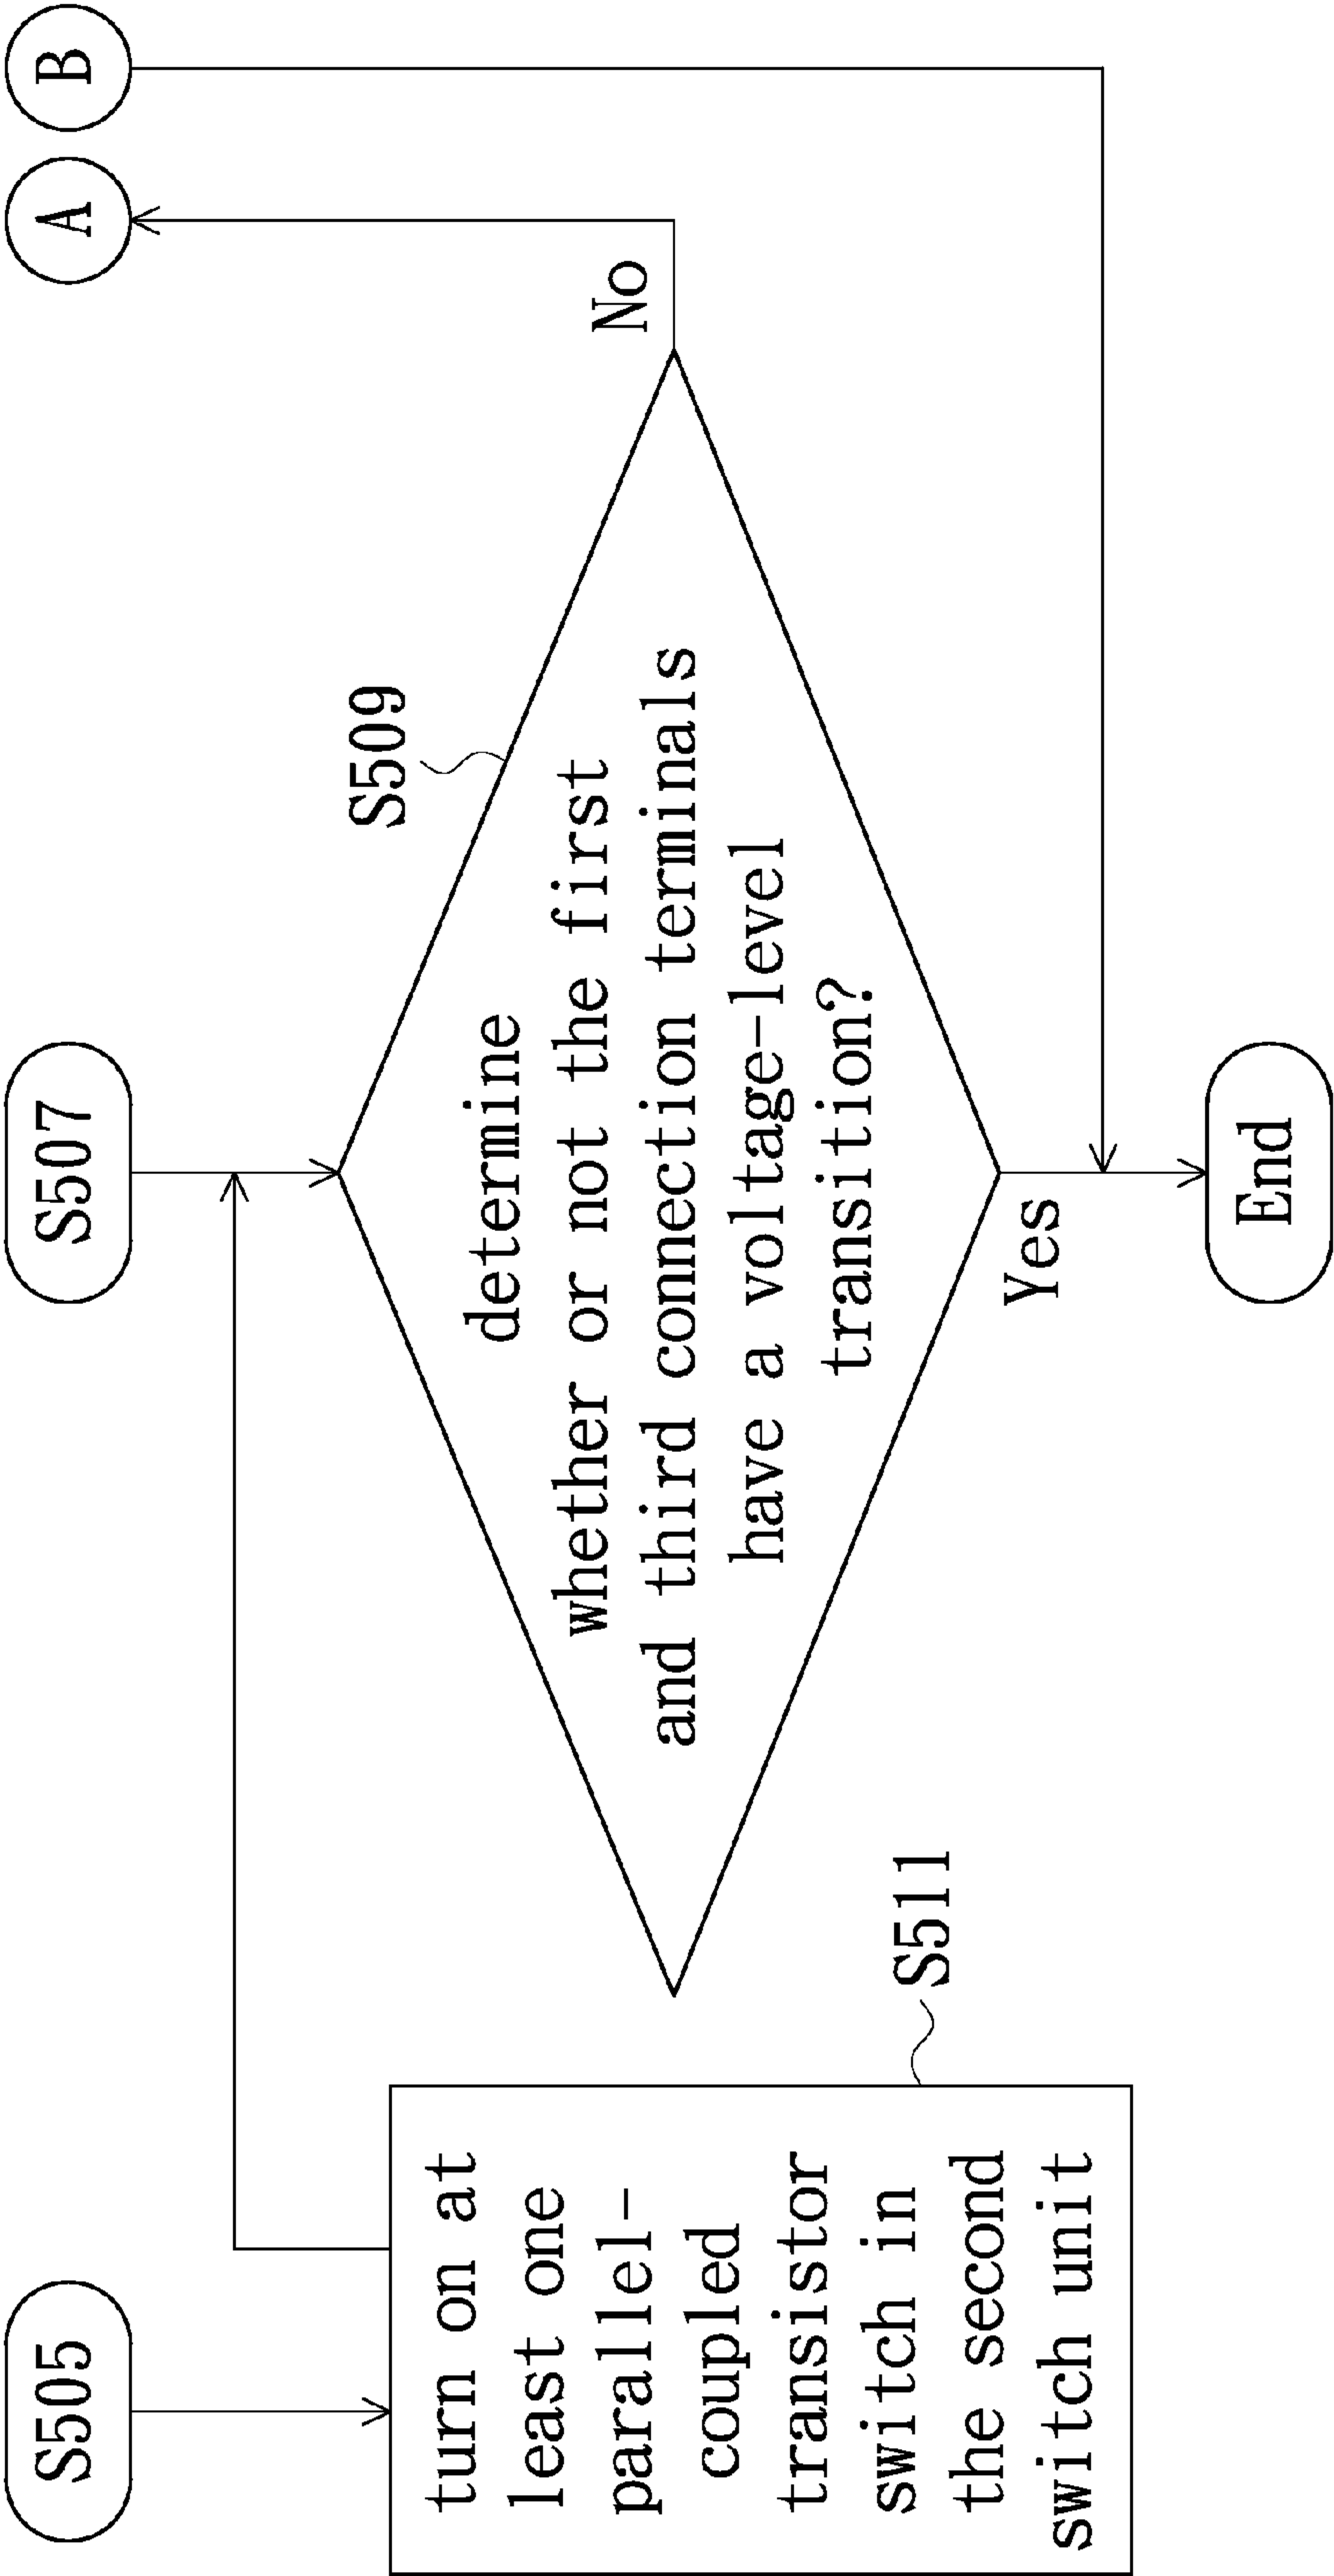 S505
S507
A
B
turn on at
least one
parallel-
coupled
transistor
switch in
the second
switch unit
S511
determine
whether or not the first
and third connection terminals
have a voltage-level
transition?
S509
No
Yes
End